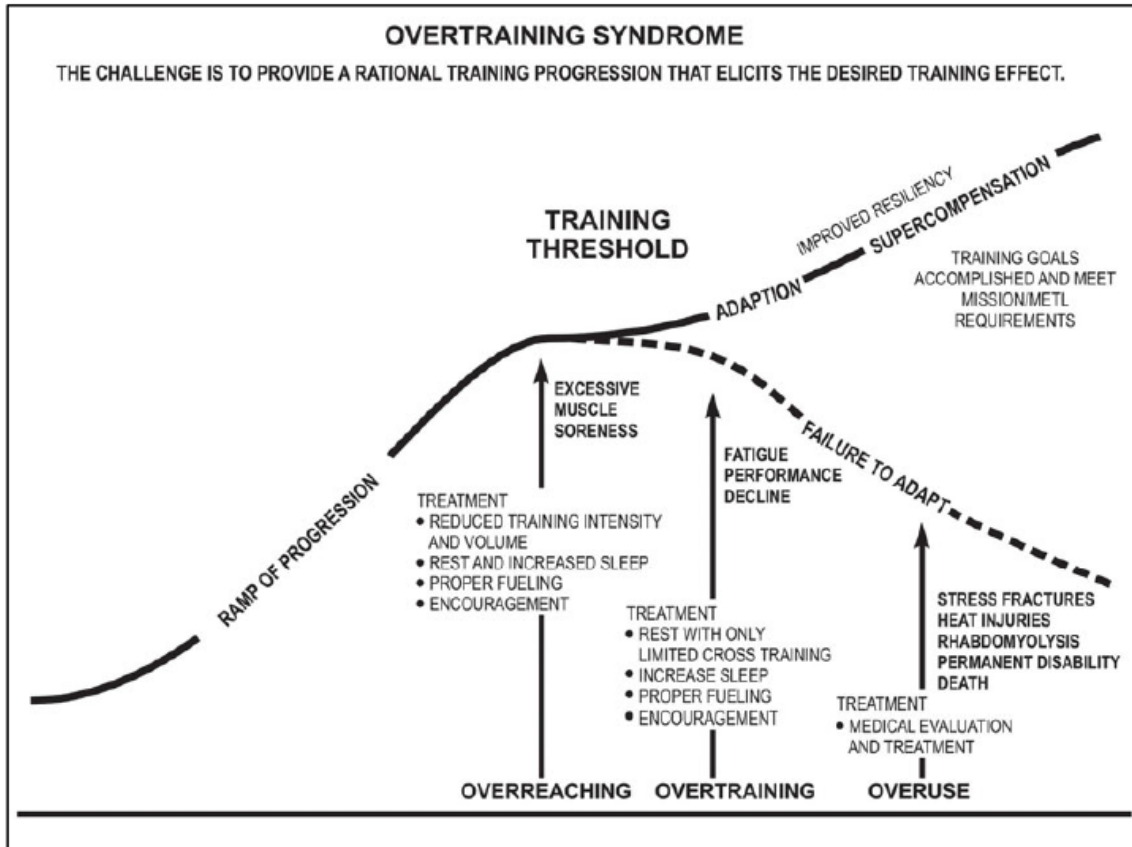 OVERTRAINING SYNDROME
THE CHALLENGE IS TO PROVIDE A RATIONAL TRAINING PROGRESSION THAT ELICITS THE DESIRED TRAINING EFFECT.
RAMP OF PROGRESSION
TRAINING
THRESHOLD
ADAPTION
IMPROVED RESILIENCY
SUPERCOMPENSATION
TRAINING GOALS
ACCOMPLISHED AND MEET
MISSION/METL
REQUIREMENTS
FAILURE TO ADAPT
EXCESSIVE
MUSCLE
SORENESS
TREATMENT
• REDUCED TRAINING INTENSITY
AND VOLUME
• REST AND INCREASED SLEEP
• PROPER FUELING
• ENCOURAGEMENT
OVERREACHING
FATIGUE
PERFORMANCE
DECLINE
TREATMENT
• REST WITH ONLY
LIMITED CROSS TRAINING
• INCREASE SLEEP
• PROPER FUELING
• ENCOURAGEMENT
OVERTRAINING
STRESS FRACTURES
HEAT INJURIES
RHABDOMYOLYSIS
PERMANENT DISABILITY
DEATH
TREATMENT
• MEDICAL EVALUATION
AND TREATMENT
OVERUSE